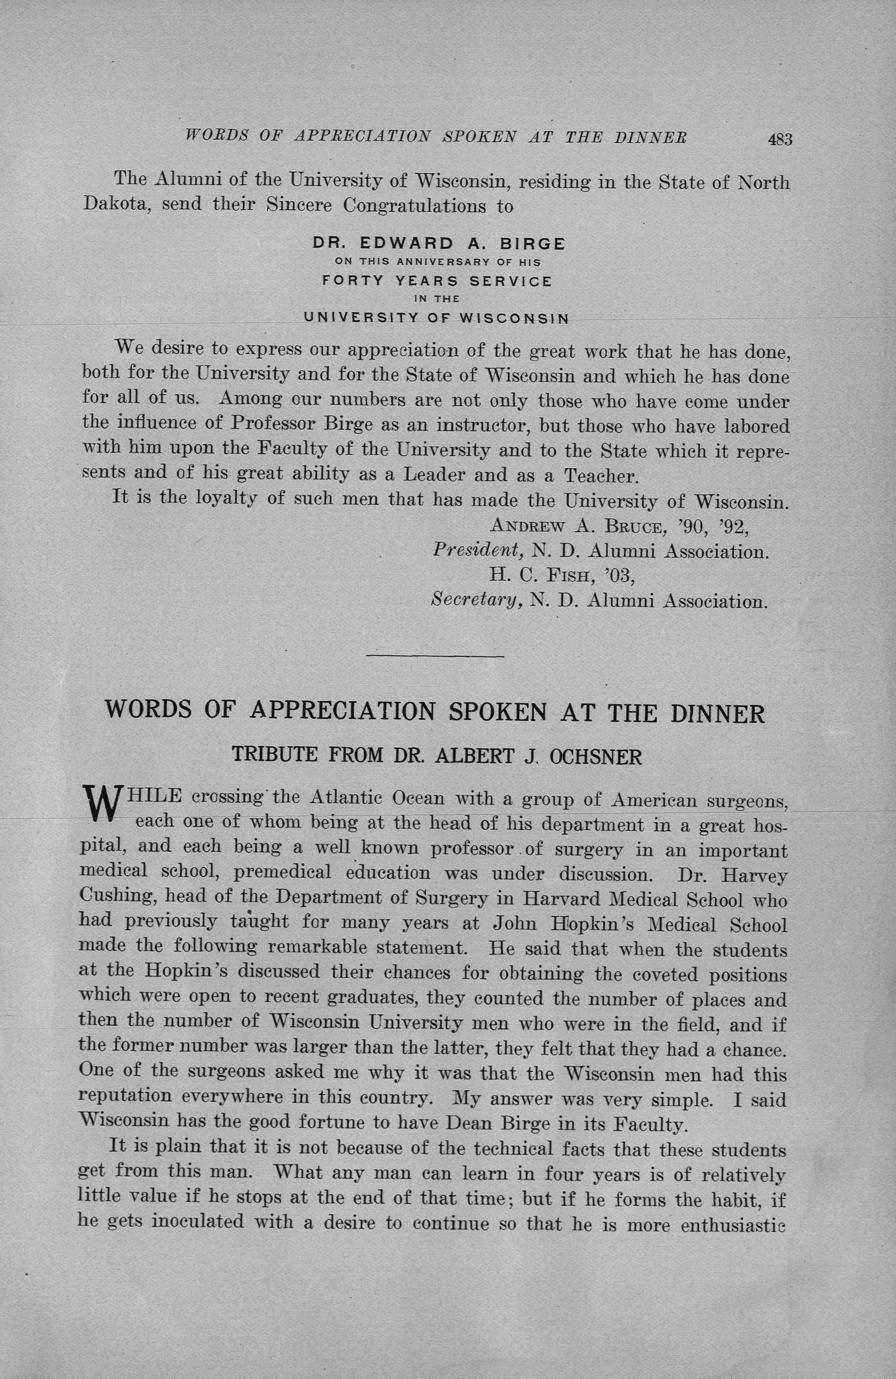 WORDS OF APPRECIATION SPOKEN AT THE DINNER 483
The Alumni of the University of Wisconsin, residing in the State of North
Dakota, send their Sincere Congratulations to
DR. EDWARD A. BIRGE
ON THIS ANNIVERSARY OF HIS
FORTY YEARS SERVICE
IN THE
UNIVERSITY OF WISCONSIN
We desire to express our appreciation of the great work that he has done,
both for the University and for the State of Wisconsin and which he has done
for all of us. Among our numbers are not only those who have come under
the influence of Professor Birge as an instructor, but those who have labored
with him upon the Faculty of the University and to the State which it repre-
sents and of his great ability as a Leader and as a Teacher.
It is the loyalty of such men that has made the University of Wisconsin.
ANDREW A. BRUCE, '90, '92,
President, N. D. Alumni Association.
H. C. FISH, '03,
Secretary, N. D. Alumni Association.
WORDS OF APPRECIATION SPOKEN AT THE DINNER
TRIBUTE FROM DR. ALBERT J. OCHSNER
WHILE crossing the Atlantic Ocean with a group of American surgeons,
each one of whom being at the head of his department in a great hos-
pital, and each being a well known professor of surgery in an important
medical school, premedical education was under discussion. Dr. Harvey
Cushing, head of the Department of Surgery in Harvard Medical School who
had previously taught for many years at John Hopkin's Medical School
made the following remarkable statement. He said that when the students
at the Hopkin's discussed their chances for obtaining the coveted positions
which were open to recent graduates, they counted the number of places and
then the number of Wisconsin University men who were in the field, and if
the former number was larger than the latter, they felt that they had a chance.
One of the surgeons asked me why it was that the Wisconsin men had this
reputation everywhere in this country. My answer was very simple. I said
Wisconsin has the good fortune to have Dean Birge in its Faculty.
It is plain that it is not because of the technical facts that these students
get from this man. What any man can learn in four years is of relatively
little value if he stops at the end of that time; but if he forms the habit, if
he gets inoculated with a desire to continue so that he is more enthusiastic